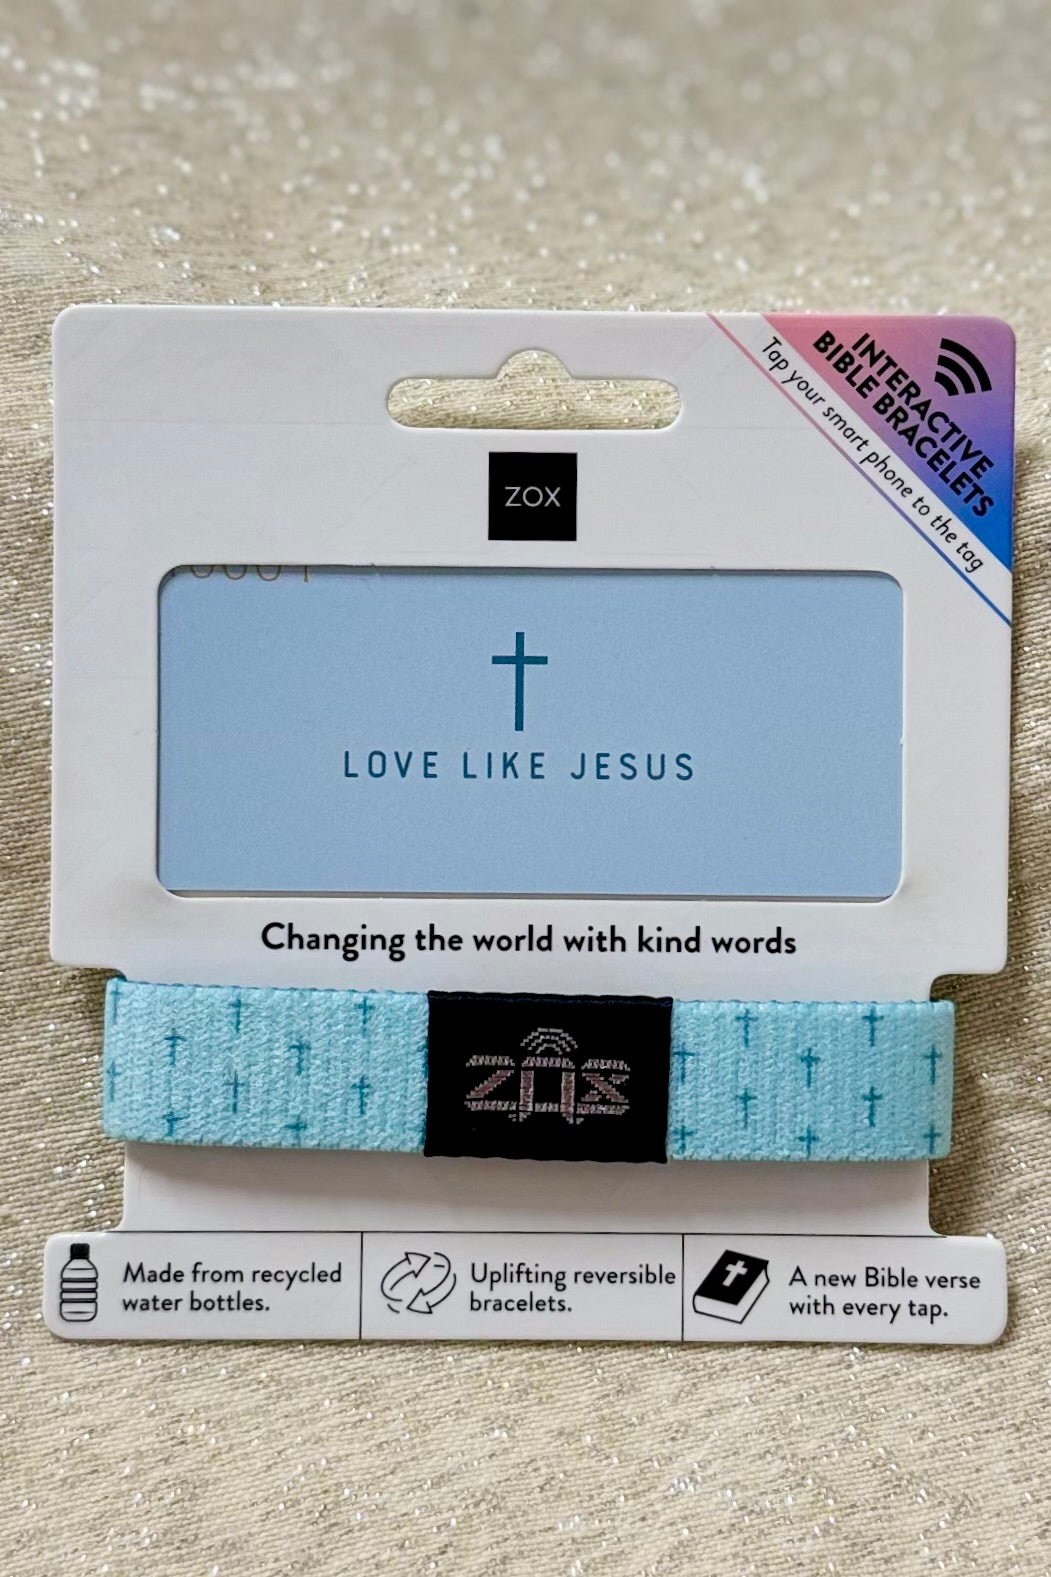 INTERACTIVE
BIBLE BRACELETS
Tap your smart phone to the tag
ZOX
LOVE LIKE JESUS
Changing the world with kind words
ZOX
Made from recycled
water bottles.
Uplifting reversible
bracelets.
A new Bible verse
with every tap.